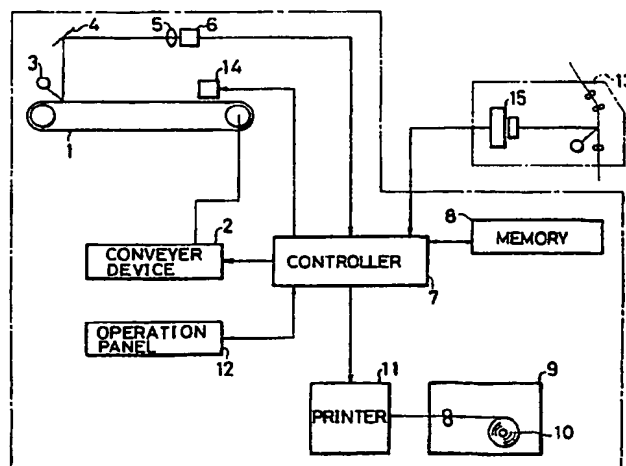 4
5
6
3
14
13
15
1
2
8
CONVEYER
DEVICE
CONTROLLER
MEMORY
7
OPERATION
PANEL
12
11
9
PRINTER
10